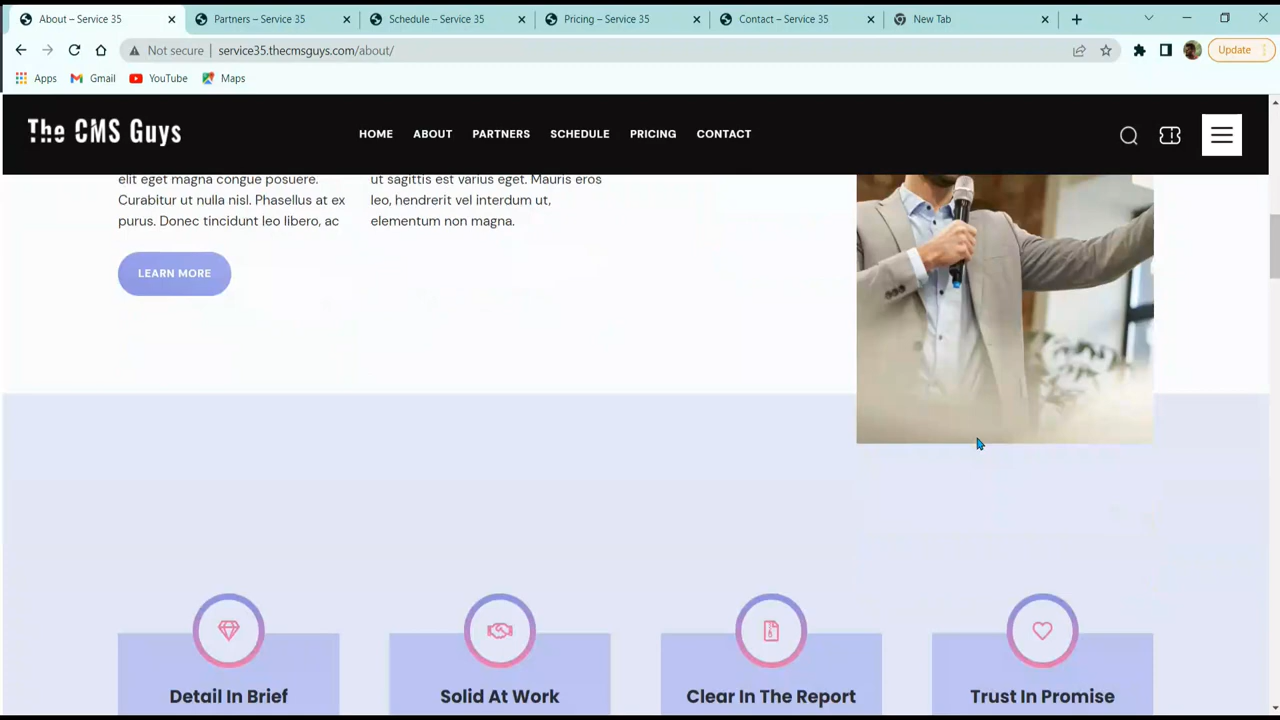 About – Service 35
Partners – Service 35
Schedule – Service 35
Pricing – Service 35
Contact – Service 35
New Tab
Not secure
service35.thecmsguys.com/about/
Update
Apps
Gmail
YouTube
Maps
The CMS Guys
HOME
ABOUT
PARTNERS
SCHEDULE
PRICING
CONTACT
elit eget magna congue posuere.
Curabitur ut nulla nisl. Phasellus at ex
purus. Donec tincidunt leo libero, ac
ut sagittis est varius eget. Mauris eros
leo, hendrerit vel interdum ut,
elementum non magna.
LEARN MORE
Detail In Brief
Solid At Work
Clear In The Report
Trust In Promise